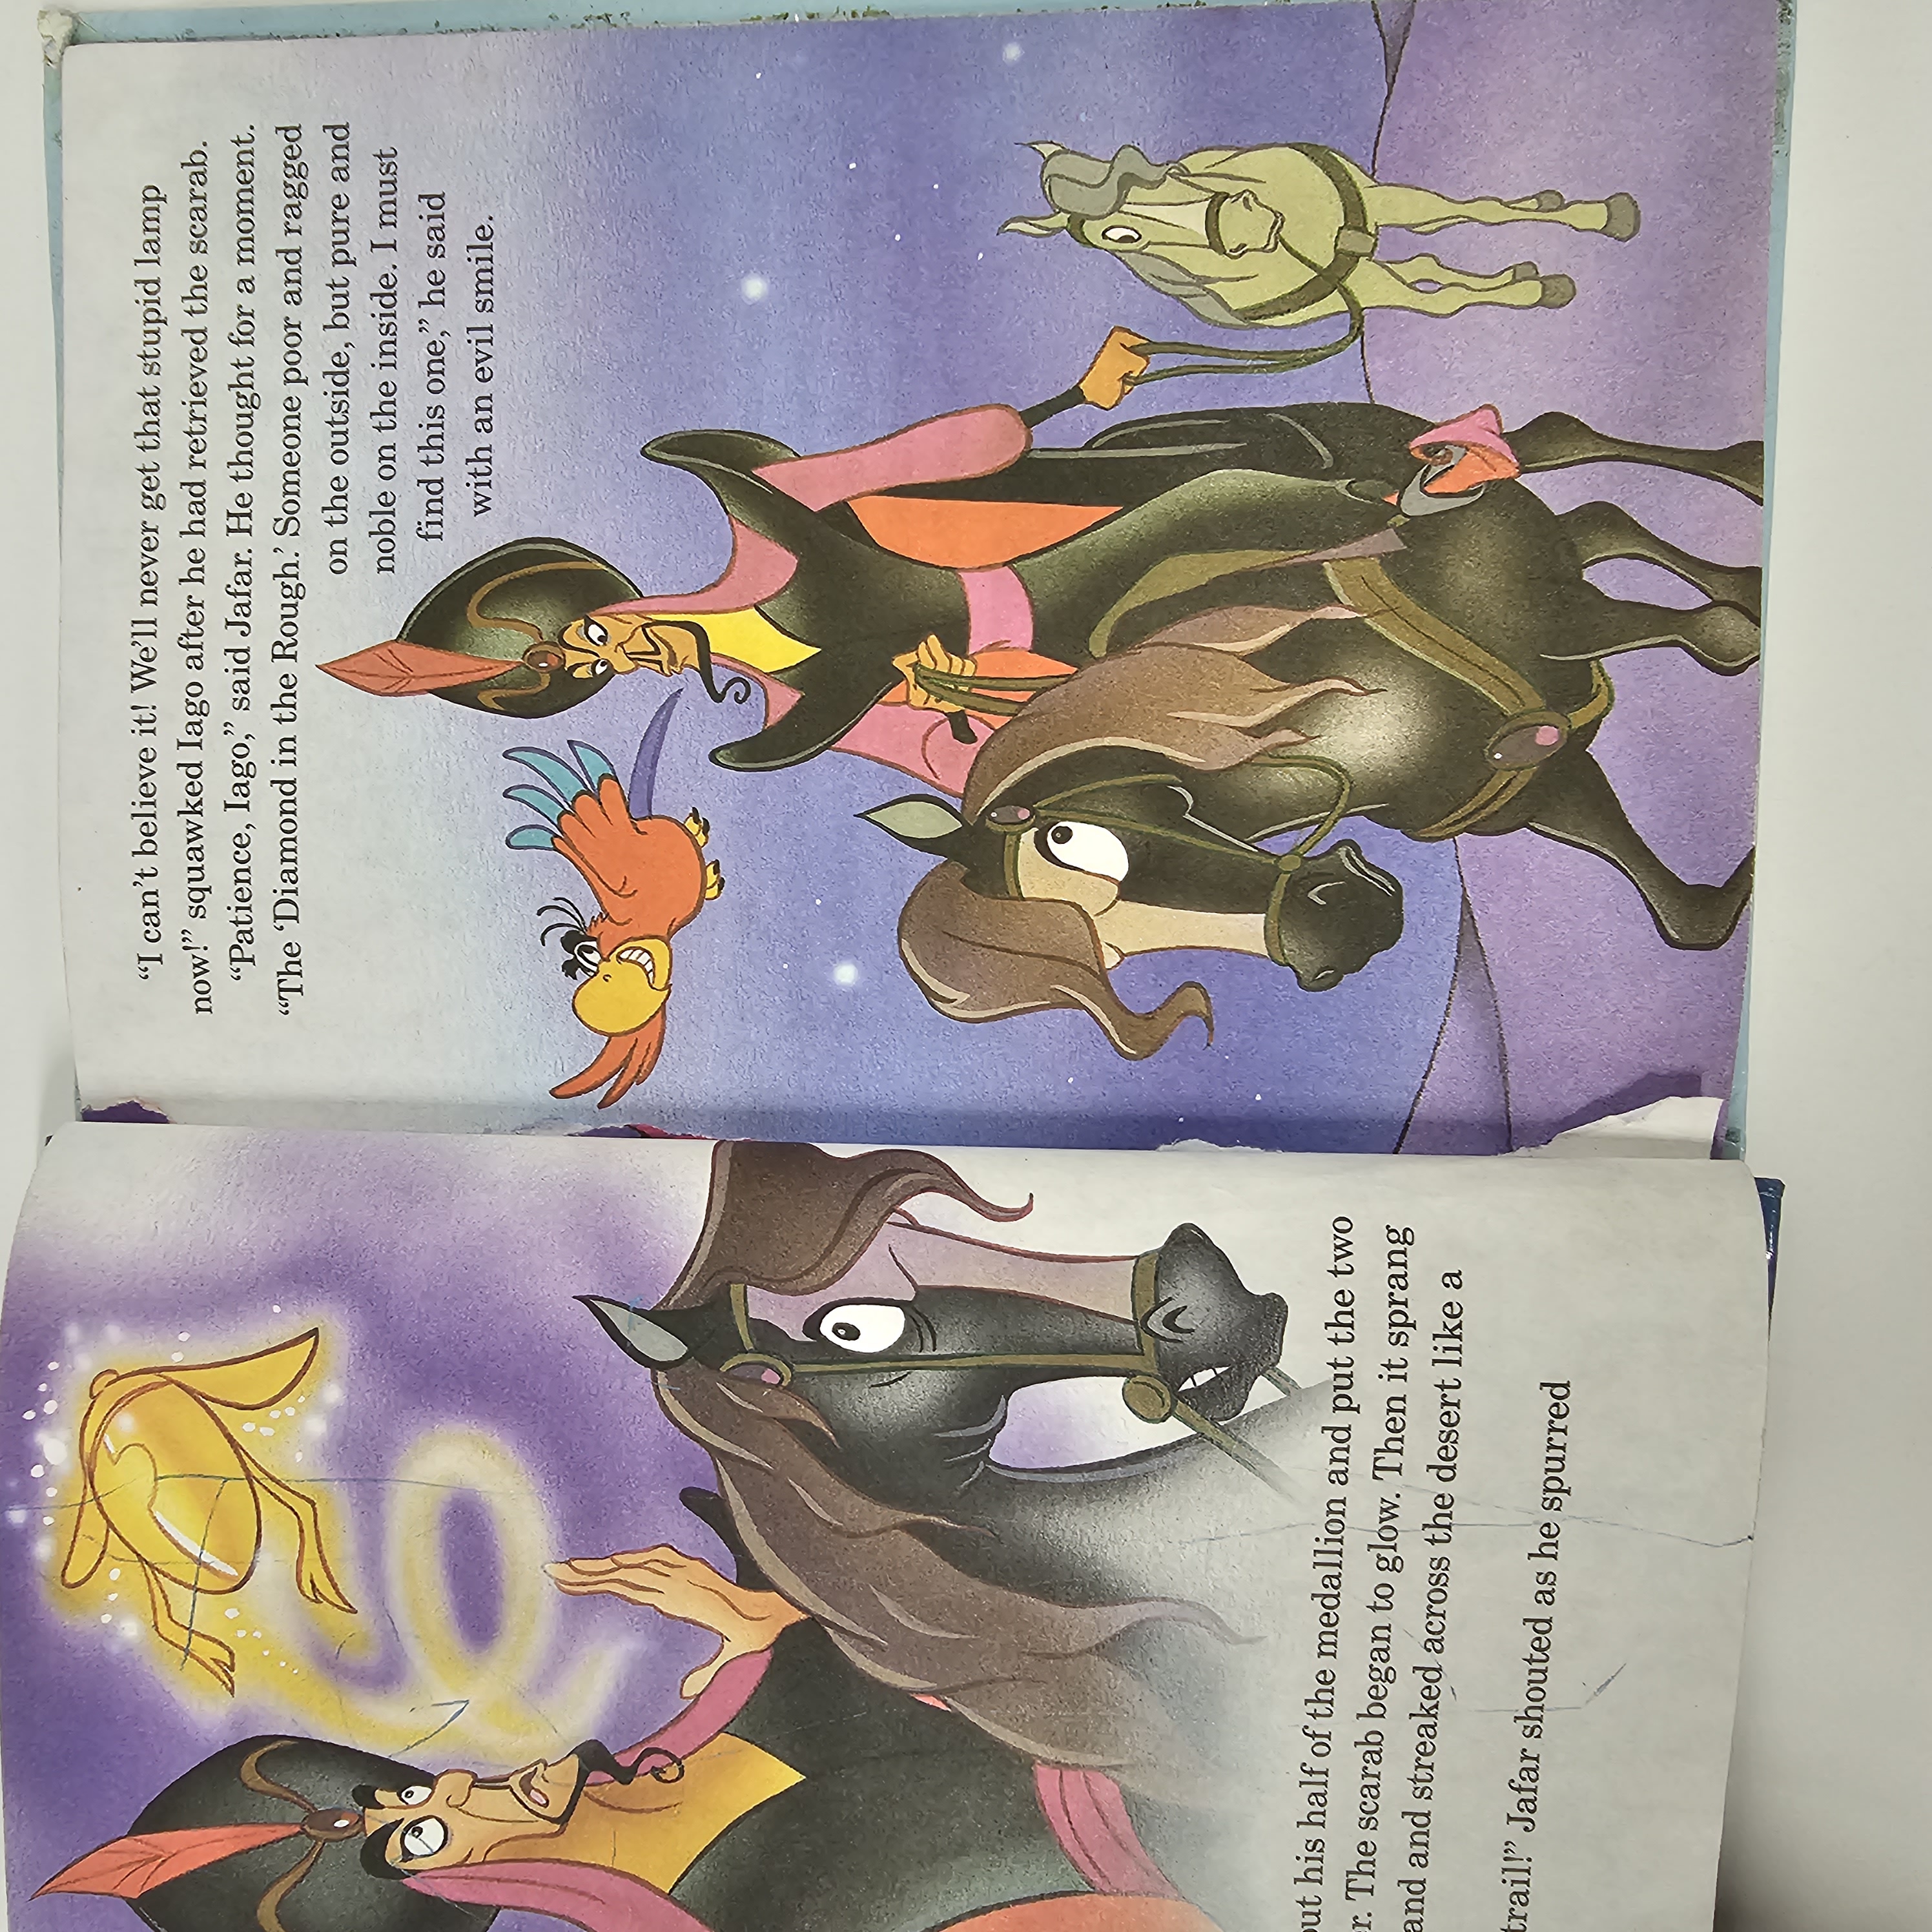 out his half of the medallion and put the two
The scarab began to glow. Then it sprang
and and streaked across the desert like a
trail!” Jafar shouted as he spurred
“I can’t believe it! We’ll never get that stupid lamp
now!” squawked Iago after he had retrieved the scarab.
“Patience, Iago,” said Jafar. He thought for a moment.
“The ‘Diamond in the Rough.’ Someone poor and ragged
on the outside, but pure and
noble on the inside. I must
find this one,” he said
with an evil smile.